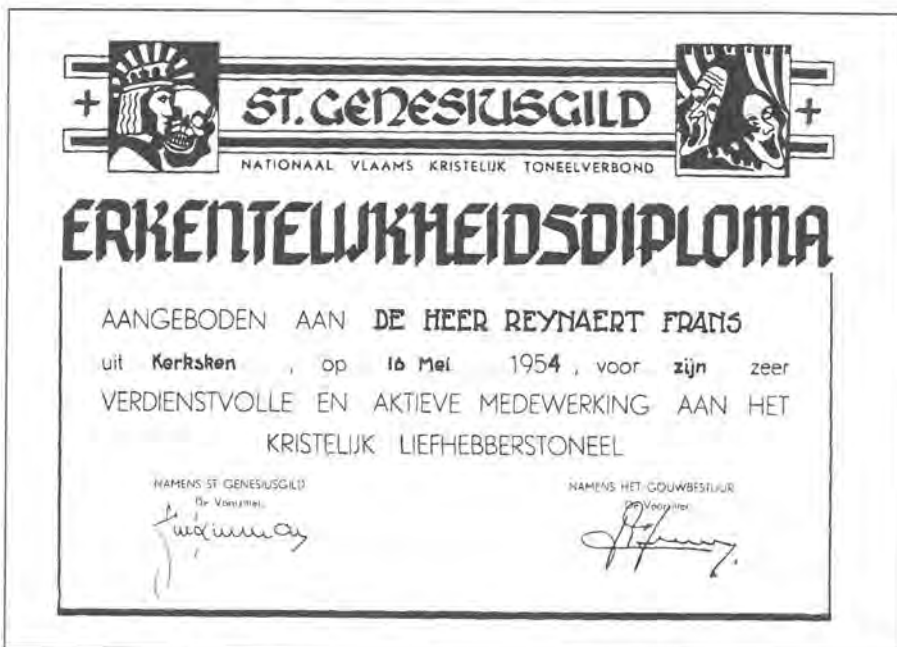 ST. GENESIUSGILD
NATIONAAL VLAAMS KRISTELIJK TONEELVERBOND
ERKENTELIJKHEIDSDIPLOMA
AANGEBODEN AAN DE HEER REYNAERT FRANS
uit Kerksken , op 16 Mei 1954 , voor zijn zeer
VERDIENSTVOLLE EN AKTIEVE MEDEWERKING AAN HET
KRISTELIJK LIEFHEBBERSTONEEL
NAMENS ST GENESIUSGILD NAMENS HET GOUWBESTUUR
De Voorzitter, De Voorzitter